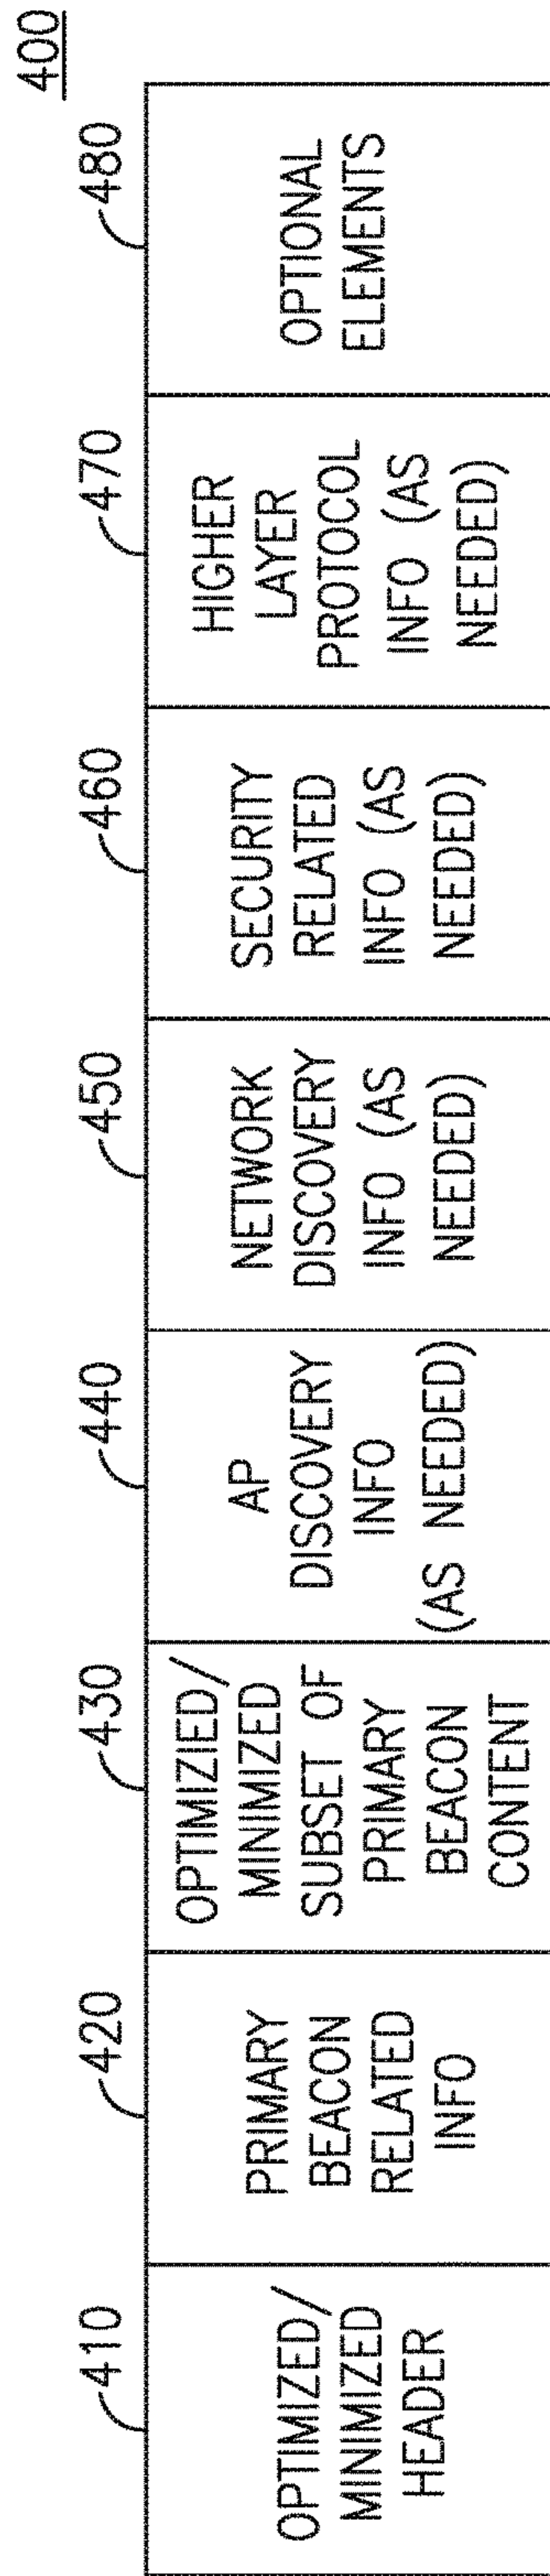 400
410
OPTIMIZED/
MINIMIZED
HEADER
420
PRIMARY
BEACON
RELATED
INFO
430
OPTIMIZIED/
MINIMIZED
SUBSET OF
PRIMARY
BEACON
CONTENT
440
AP
DISCOVERY
INFO
(AS NEEDED)
450
NETWORK
DISCOVERY
INFO (AS
NEEDED)
460
SECURITY
RELATED
INFO (AS
NEEDED)
470
HIGHER
LAYER
PROTOCOL
INFO (AS
NEEDED)
480
OPTIONAL
ELEMENTS